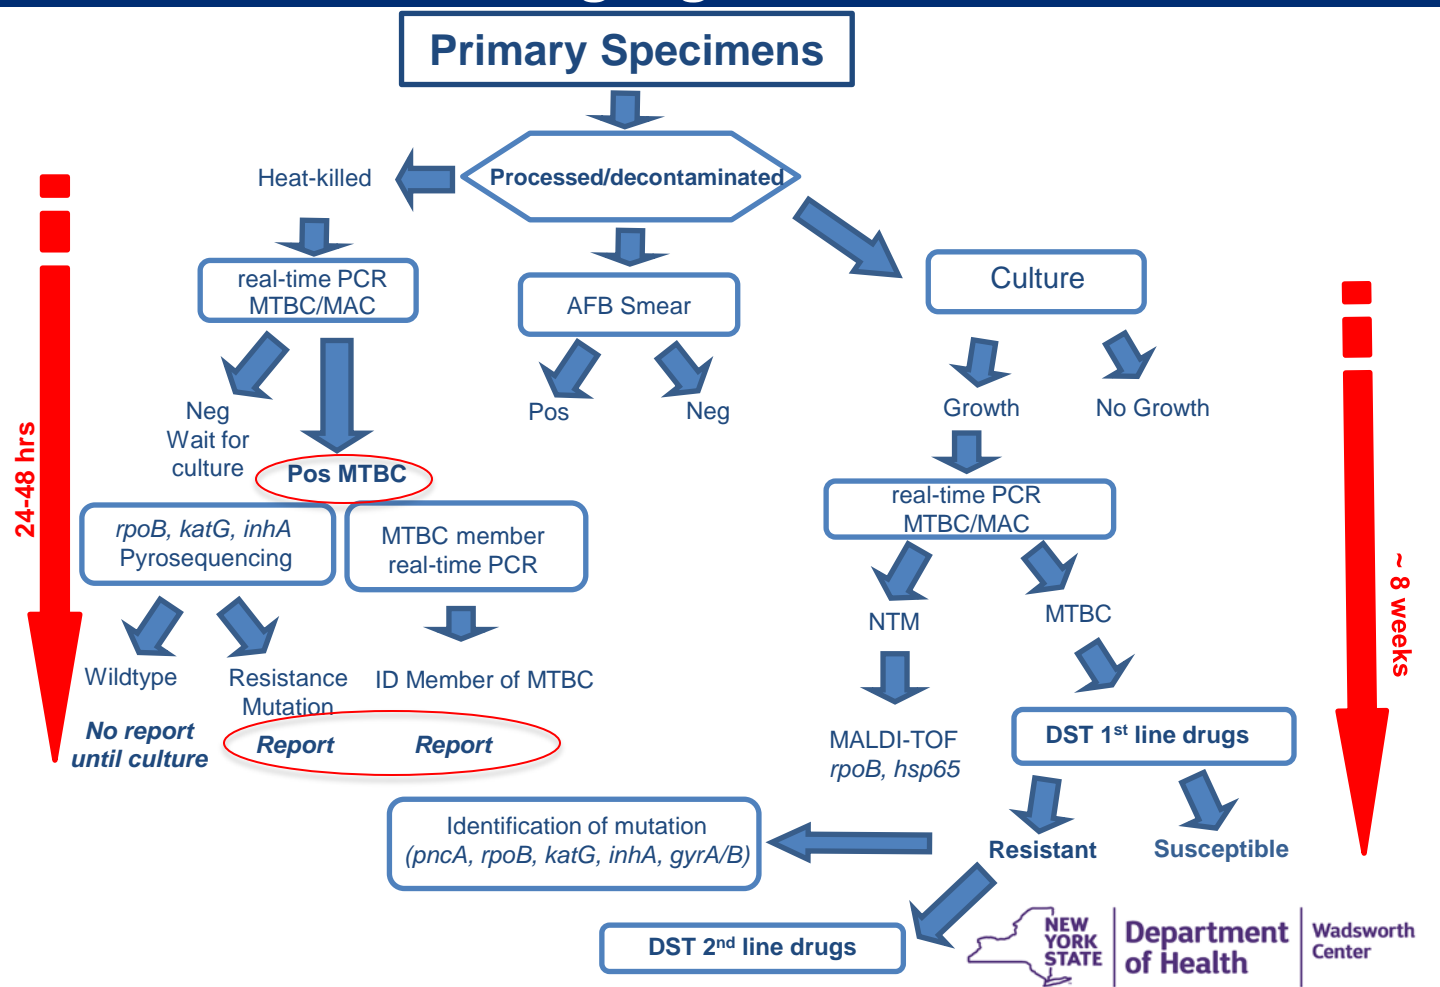 Primary Specimens
Processed/decontaminated
Heat-killed
real-time PCR
MTBC/MAC
AFB Smear
Culture
Neg
Wait for
culture
Pos MTBC
Pos
Neg
Growth
No Growth
24-48 hrs
rpoB, katG, inhA
Pyrosequencing
MTBC member
real-time PCR
real-time PCR
MTBC/MAC
NTM
MTBC
~ 8 weeks
Wildtype
Resistance
Mutation
ID Member of MTBC
No report
until culture
Report
Report
MALDI-TOF
rpoB, hsp65
DST 1st line drugs
Identification of mutation
(pncA, rpoB, katG, inhA, gyrA/B)
Resistant
Susceptible
DST 2nd line drugs
NEW
YORK
STATE
Department
of Health
Wadsworth
Center